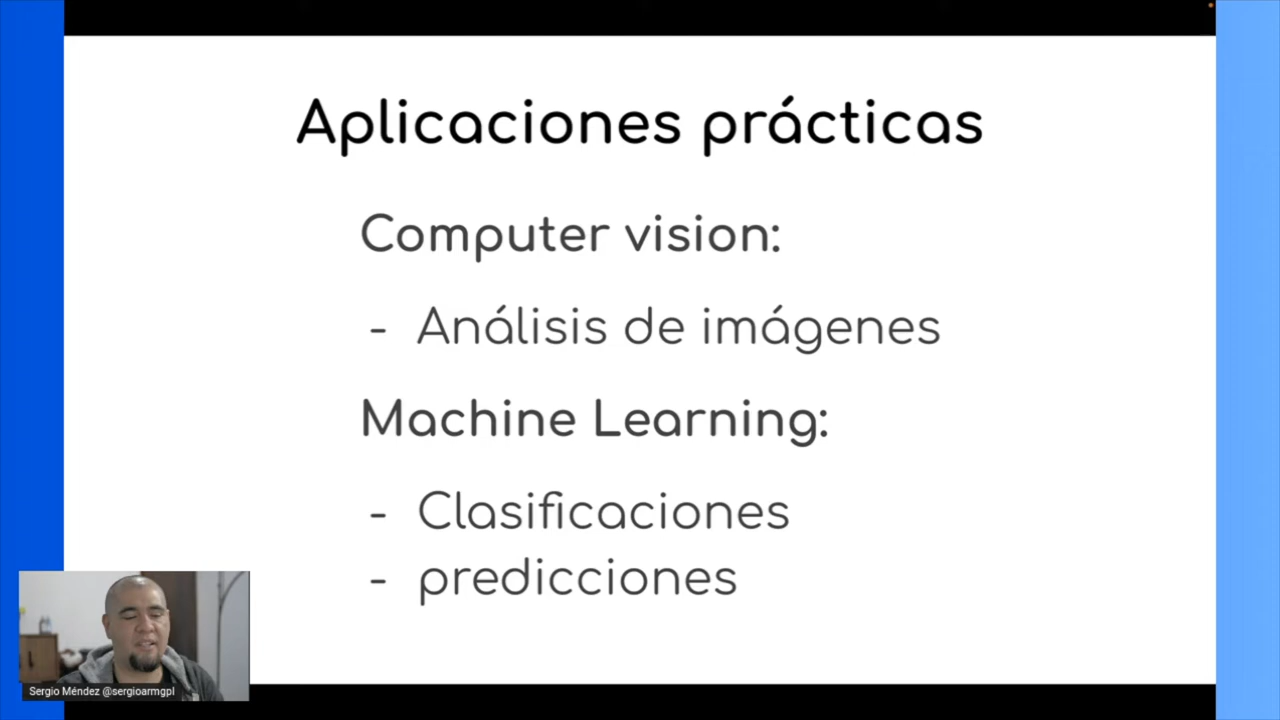 Aplicaciones prácticas
Computer vision:
- Análisis de imágenes
Machine Learning:
- Clasificaciones
- predicciones
Sergio Méndez @sergioarmgpl